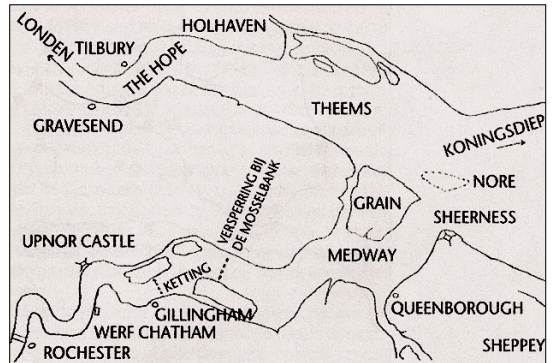 HOLHAVEN
LONDEN
TILBURY
THE HOPE
THEEMS
GRAVESEND
KONINGSDIEP
NORE
GRAIN
SHEERNESS
VERSPERRING BIJ
DE MOSSELBANK
UPNOR CASTLE
MEDWAY
KETTING
GILLINGHAM
QUEENBOROUGH
WERF CHATHAM
SHEPPEY
ROCHESTER